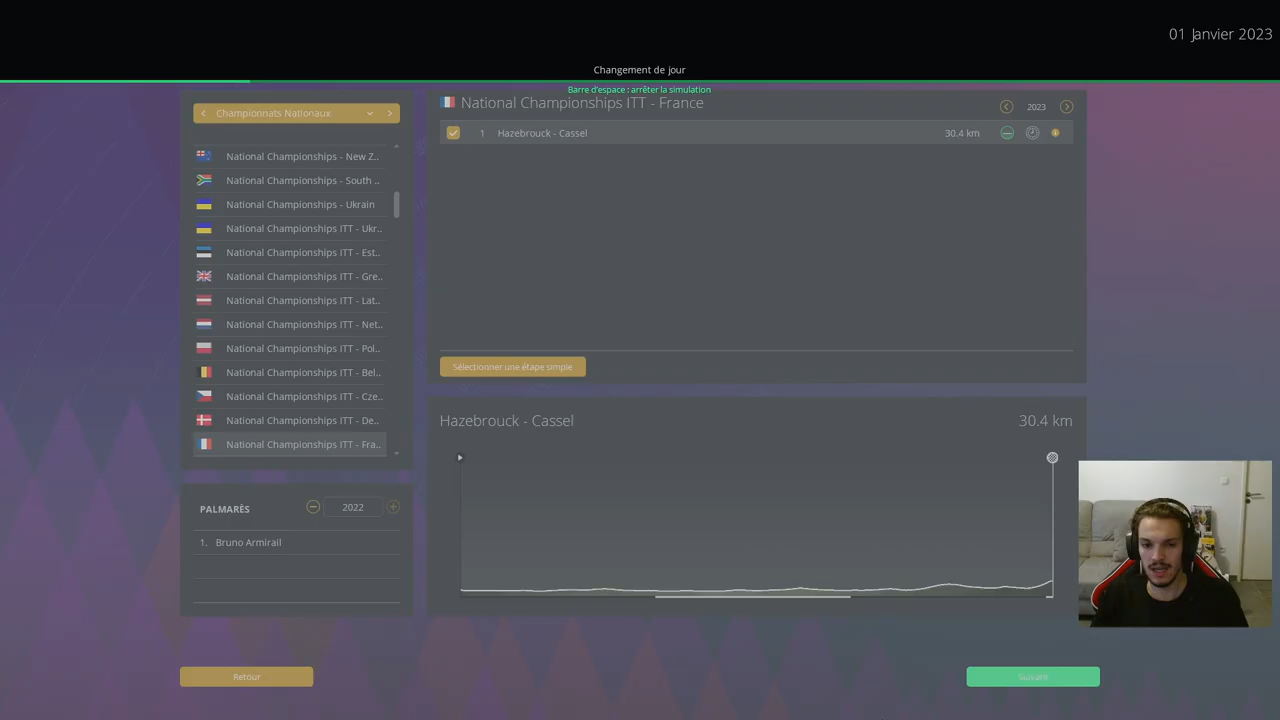 01 Janvier 2023
Changement de jour
Barre d'espace : arrêter la simulation
Championnats Nationaux
National Championships - New Z..
National Championships - South ..
National Championships - Ukrain
National Championships ITT - Ukr..
National Championships ITT - Est..
National Championships ITT - Gre..
National Championships ITT - Lat..
National Championships ITT - Net..
National Championships ITT - Pol..
National Championships ITT - Bel..
National Championships ITT - Cze..
National Championships ITT - De..
National Championships ITT - Fra..
PALMARÈS
2022
1. Bruno Armirail
National Championships ITT - France
2023
1 Hazebrouck - Cassel 30.4 km
Sélectionner une étape simple
Hazebrouck - Cassel
30.4 km
Retour
Suivant